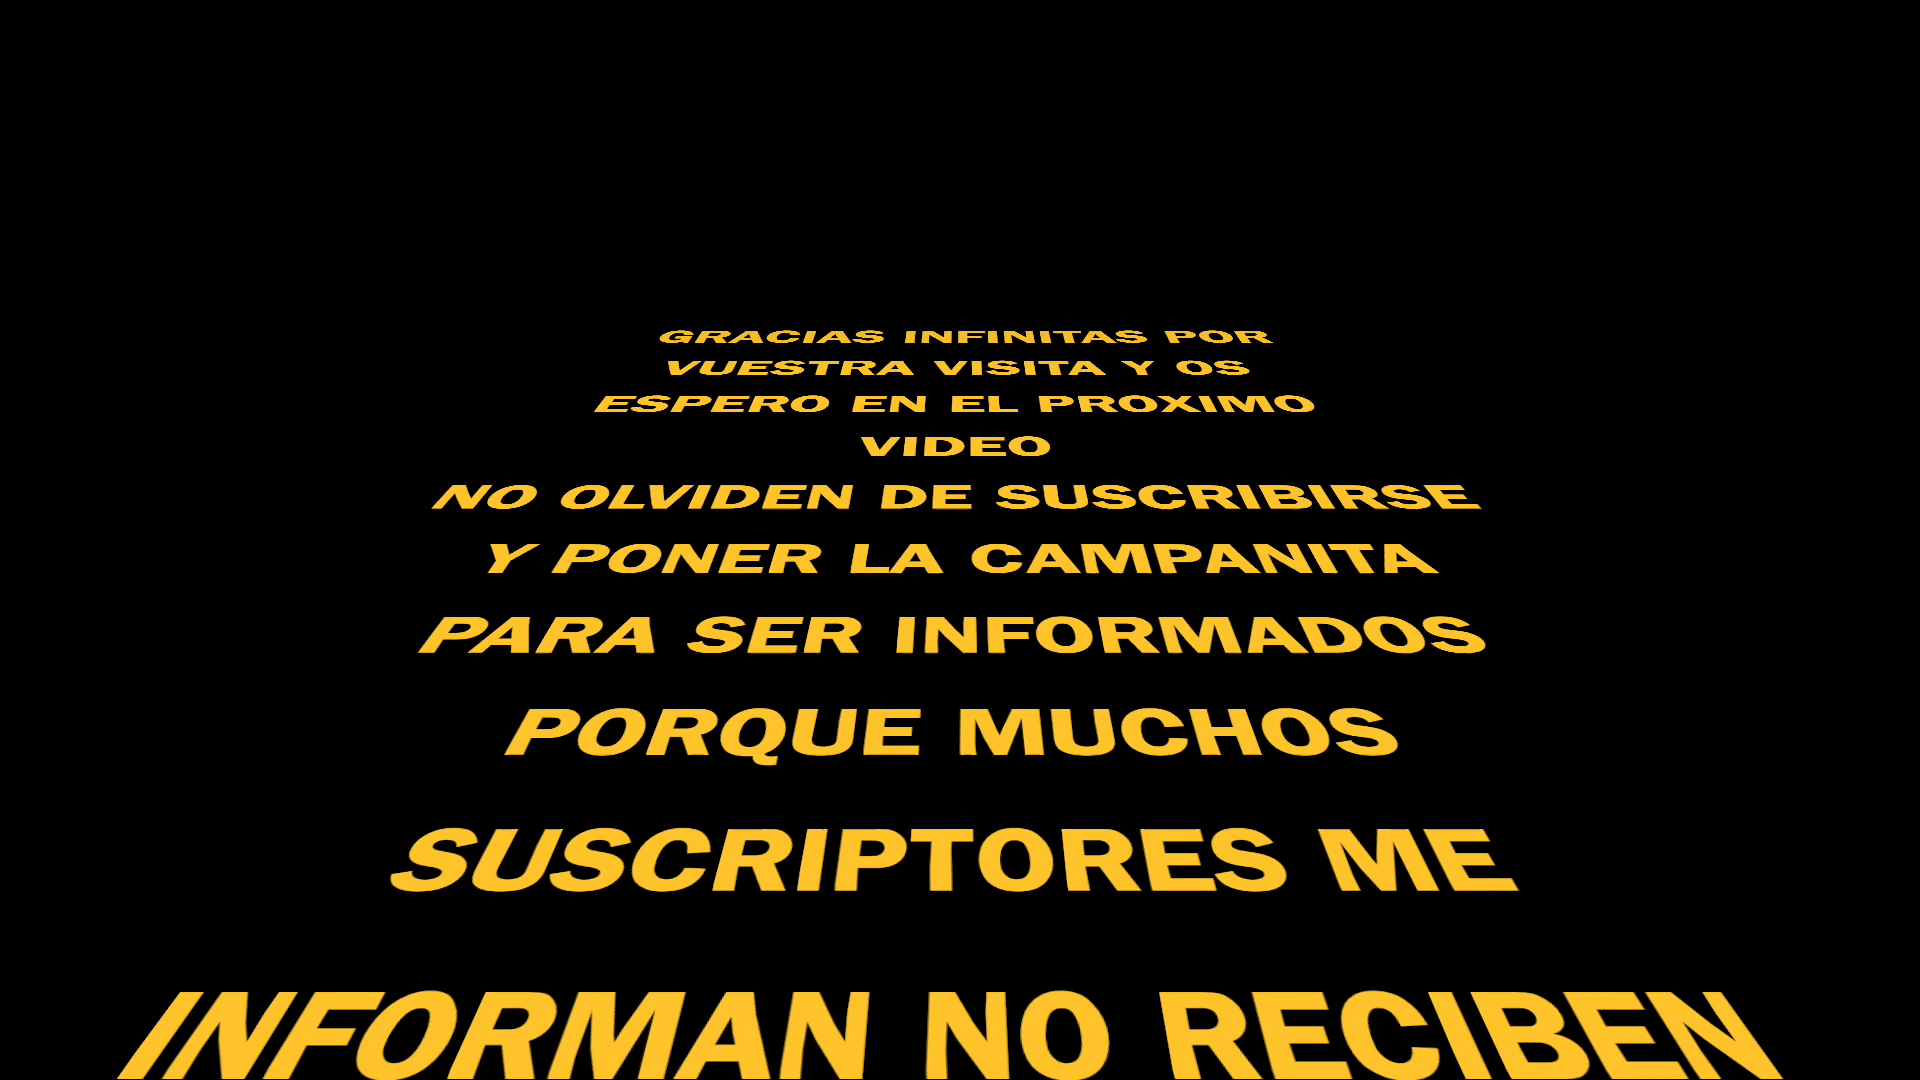 GRACIAS INFINITAS POR
VUESTRA VISITA Y OS
ESPERO EN EL PROXIMO
VIDEO
NO OLVIDEN DE SUSCRIBIRSE
Y PONER LA CAMPANITA
PARA SER INFORMADOS
PORQUE MUCHOS
SUSCRIPTORES ME
INFORMAN NO RECIBEN